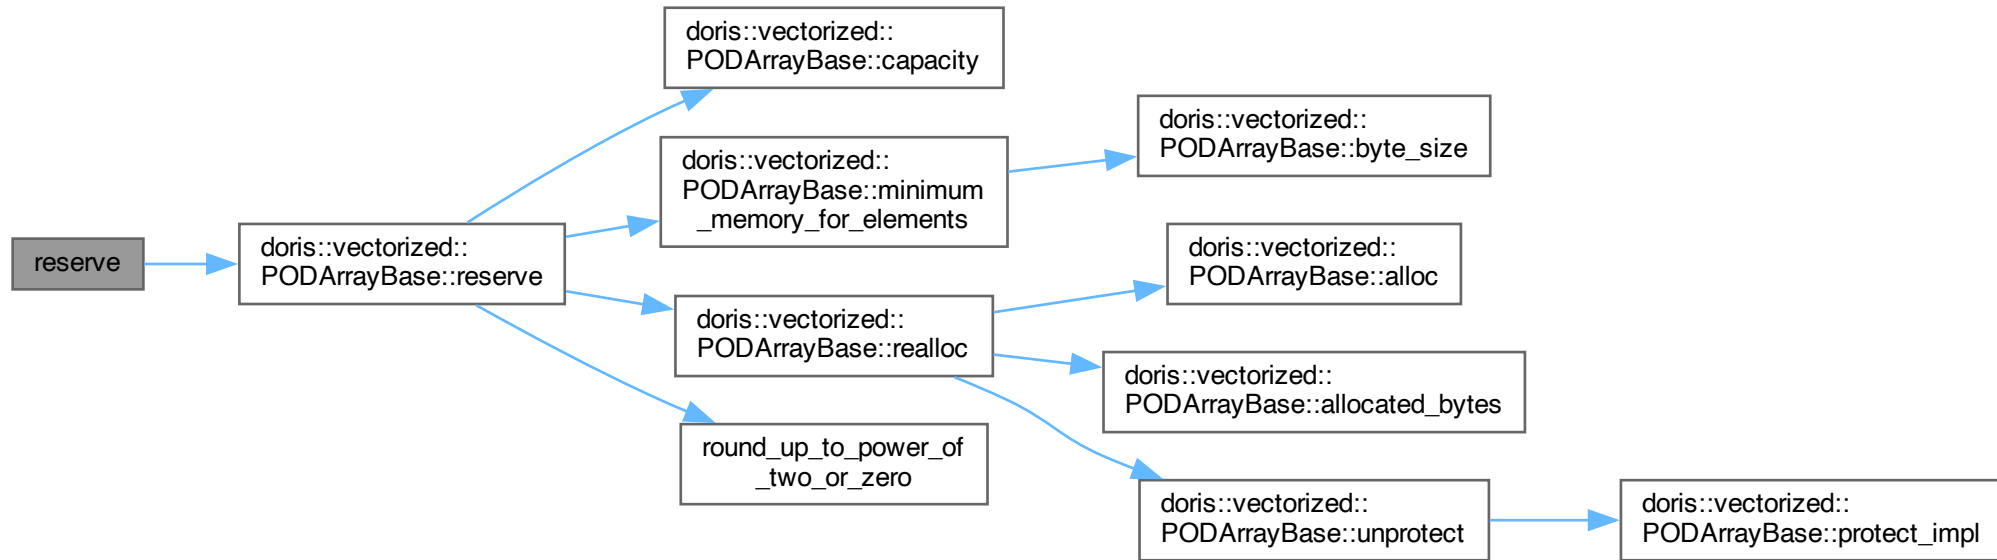 reserve
doris::vectorized::
PODArrayBase::reserve
doris::vectorized::
PODArrayBase::capacity
doris::vectorized::
PODArrayBase::minimum
_memory_for_elements
doris::vectorized::
PODArrayBase::realloc
round_up_to_power_of
_two_or_zero
doris::vectorized::
PODArrayBase::byte_size
doris::vectorized::
PODArrayBase::alloc
doris::vectorized::
PODArrayBase::allocated_bytes
doris::vectorized::
PODArrayBase::unprotect
doris::vectorized::
PODArrayBase::protect_impl